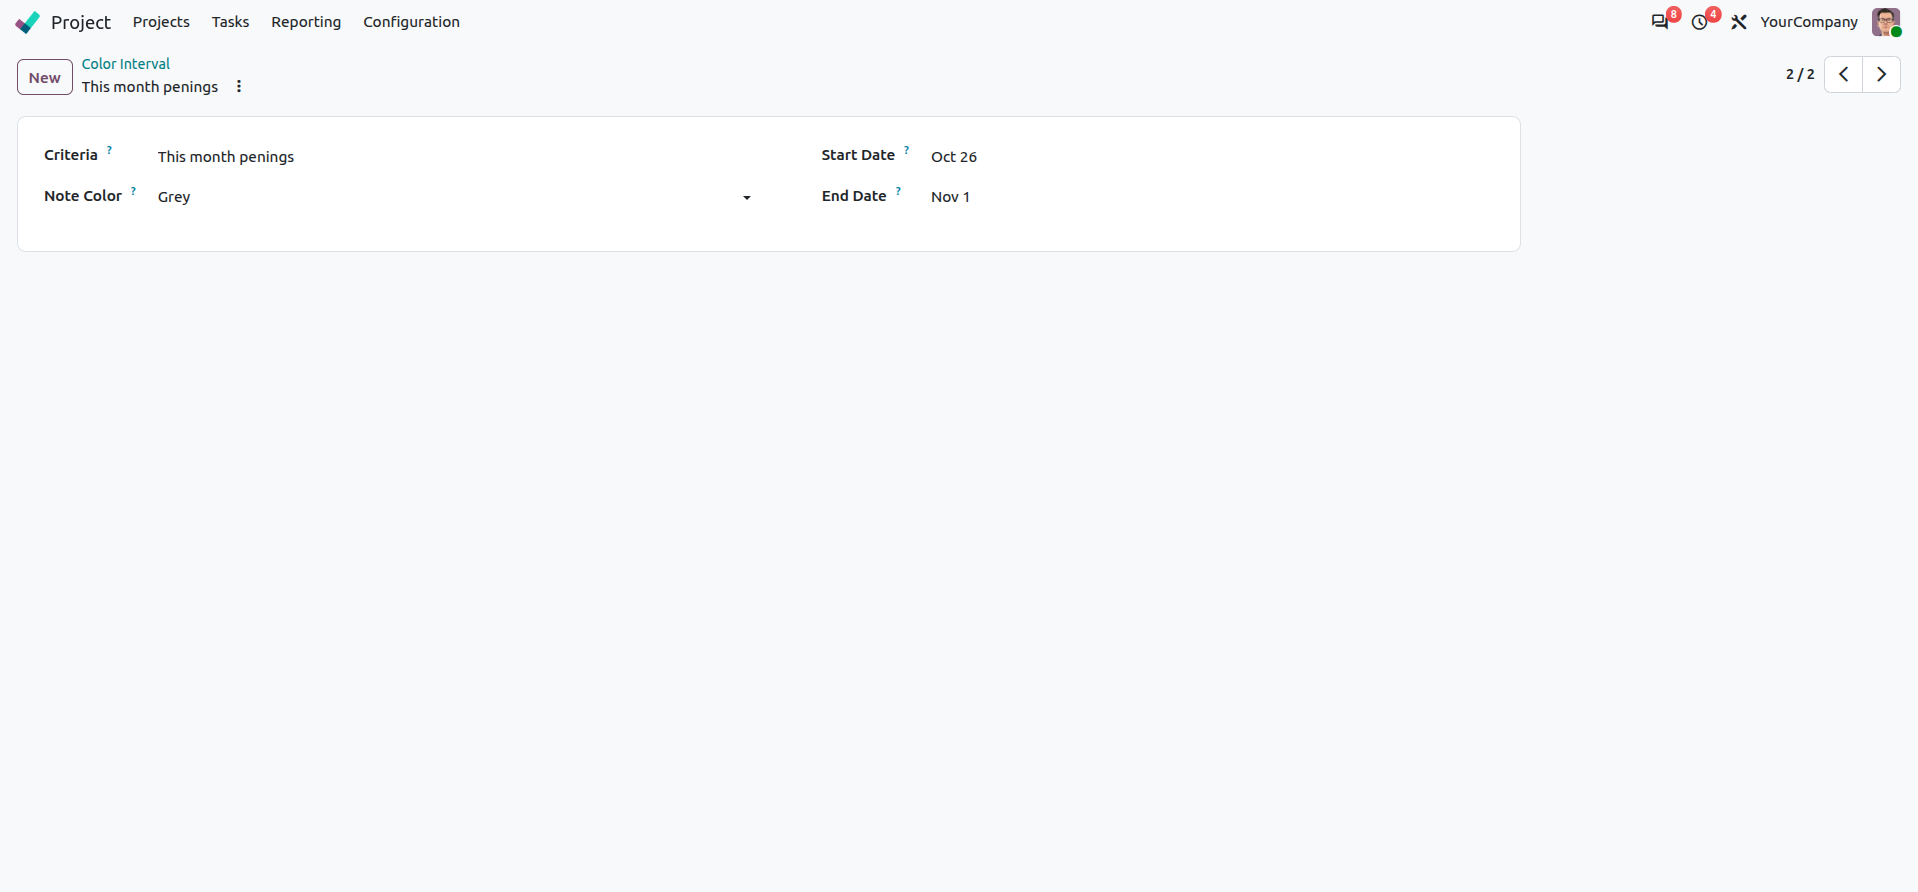 Project Projects Tasks Reporting Configuration 8 4 YourCompany
New Color Interval
This month penings 2 / 2
Criteria ? This month penings Start Date ? Oct 26
Note Color ? Grey End Date ? Nov 1